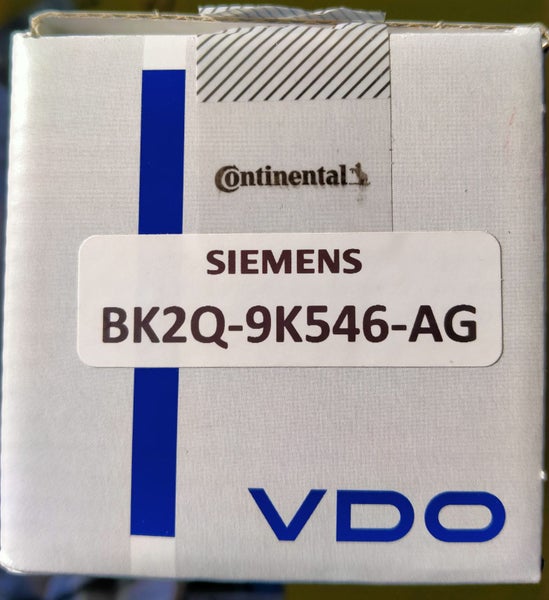 Continental
SIEMENS
BK2Q-9K546-AG
VDO